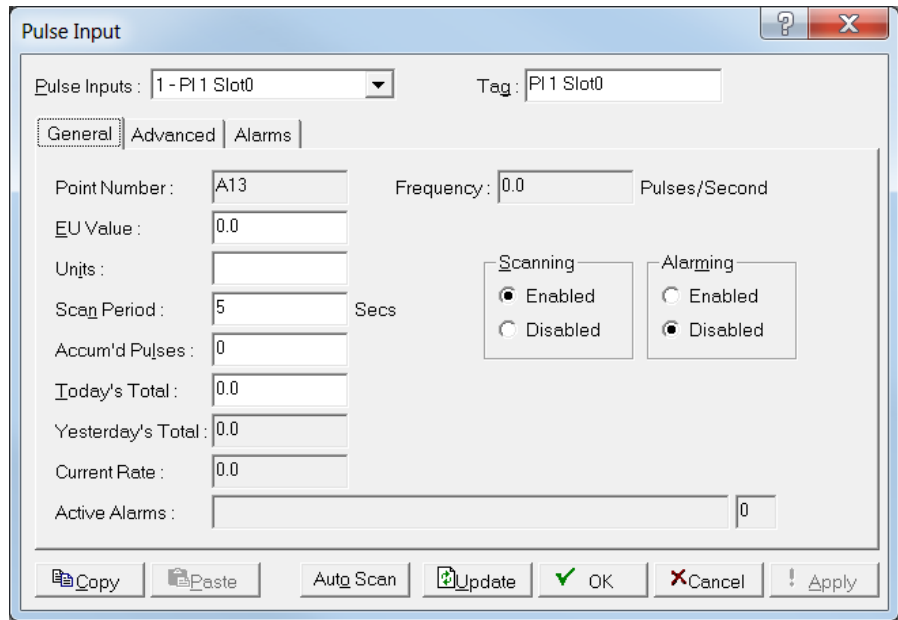 Pulse Input
Pulse Inputs : 1 - PI 1 Slot0 Tag : PI 1 Slot0
General Advanced Alarms
Point Number : A13 Frequency : 0.0 Pulses/Second
EU Value : 0.0
Units :
Scanning Alarming
Enabled Enabled
Scan Period : 5 Secs
Disabled Disabled
Accum'd Pulses : 0
Today's Total : 0.0
Yesterday's Total : 0.0
Current Rate : 0.0
Active Alarms : 0
Copy Paste Auto Scan Update OK Cancel ! Apply